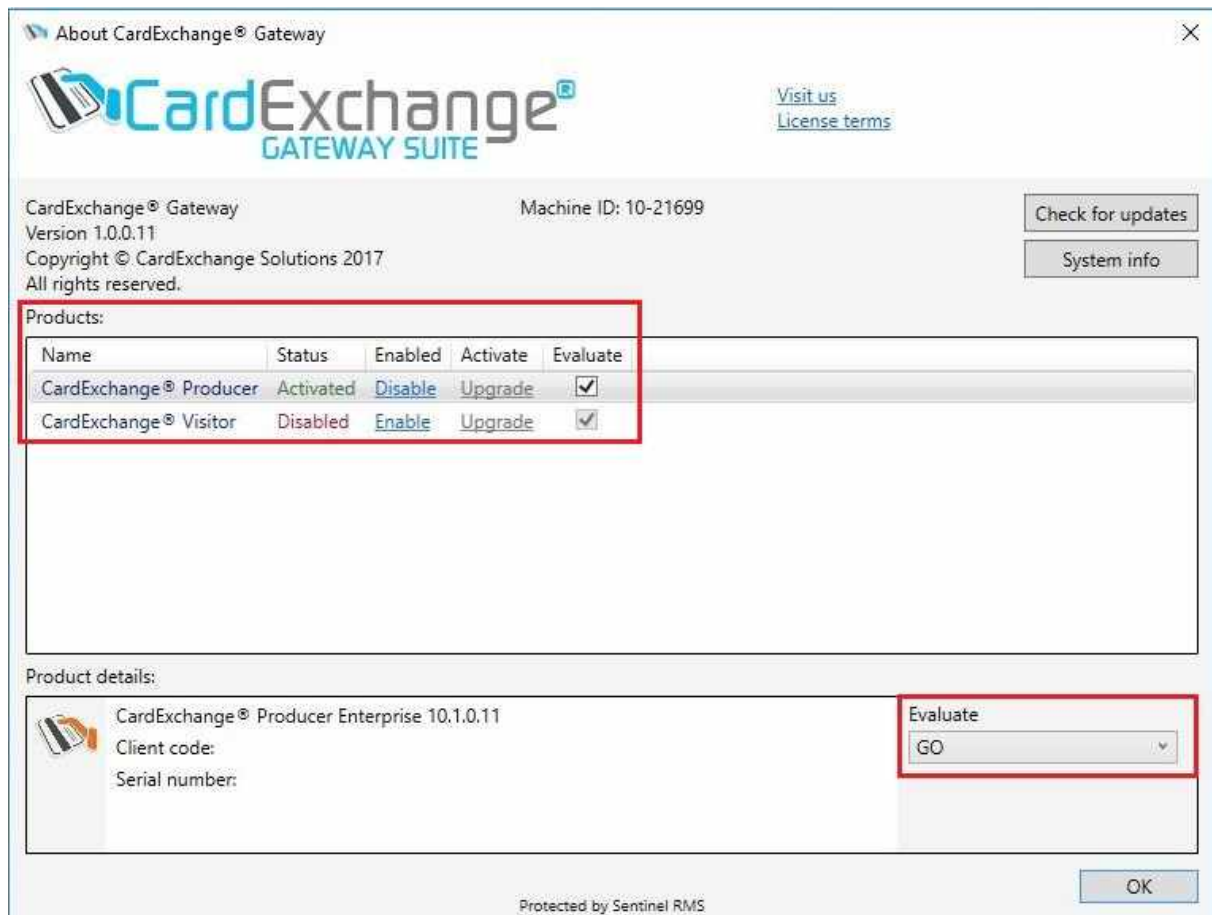 About CardExchange® Gateway
CardExchange®
GATEWAY SUITE
Visit us
License terms
CardExchange® Gateway
Version 1.0.0.11
Copyright © CardExchange Solutions 2017
All rights reserved.
Machine ID: 10-21699
Check for updates
System info
Products:
Name Status Enabled Activate Evaluate
CardExchange® Producer Activated Disable Upgrade
CardExchange® Visitor Disabled Enable Upgrade
Product details:
CardExchange® Producer Enterprise 10.1.0.11
Client code:
Serial number:
Evaluate
GO
OK
Protected by Sentinel RMS